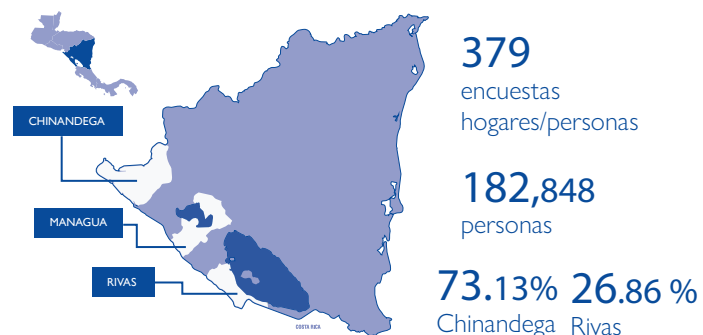 CHINANDEGA
MANAGUA
RIVAS
COSTA RICA
379
encuestas
hogares/personas
182,848
personas
73.13% 26.86 %
Chinandega Rivas